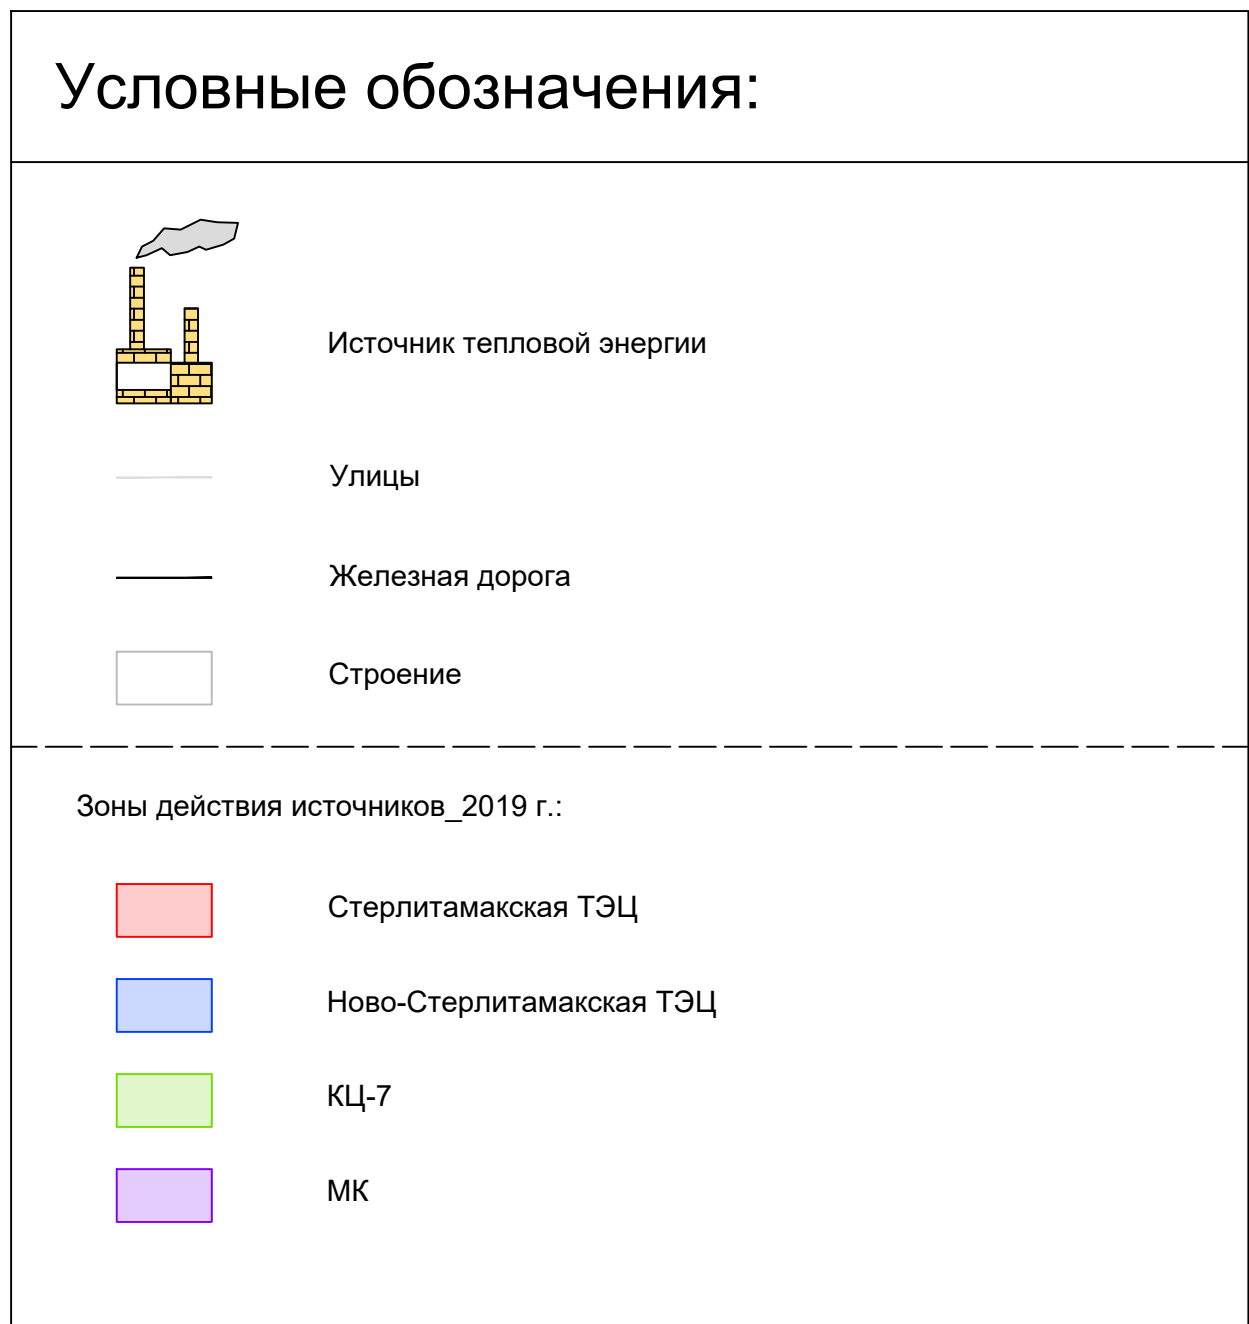 Условные обозначения:
Источник тепловой энергии
Улицы
Железная дорога
Строение
Зоны действия источников_2019 г.:
Стерлитамакская ТЭЦ
Ново-Стерлитамакская ТЭЦ
КЦ-7
МК